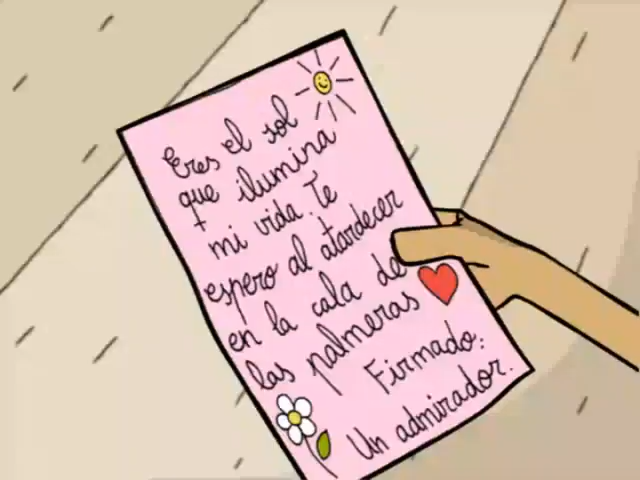 Eres el sol
que ilumina
mi vida. Te
espero al atardecer
en la cala de
las palmeras
Firmado:
Un admirador.